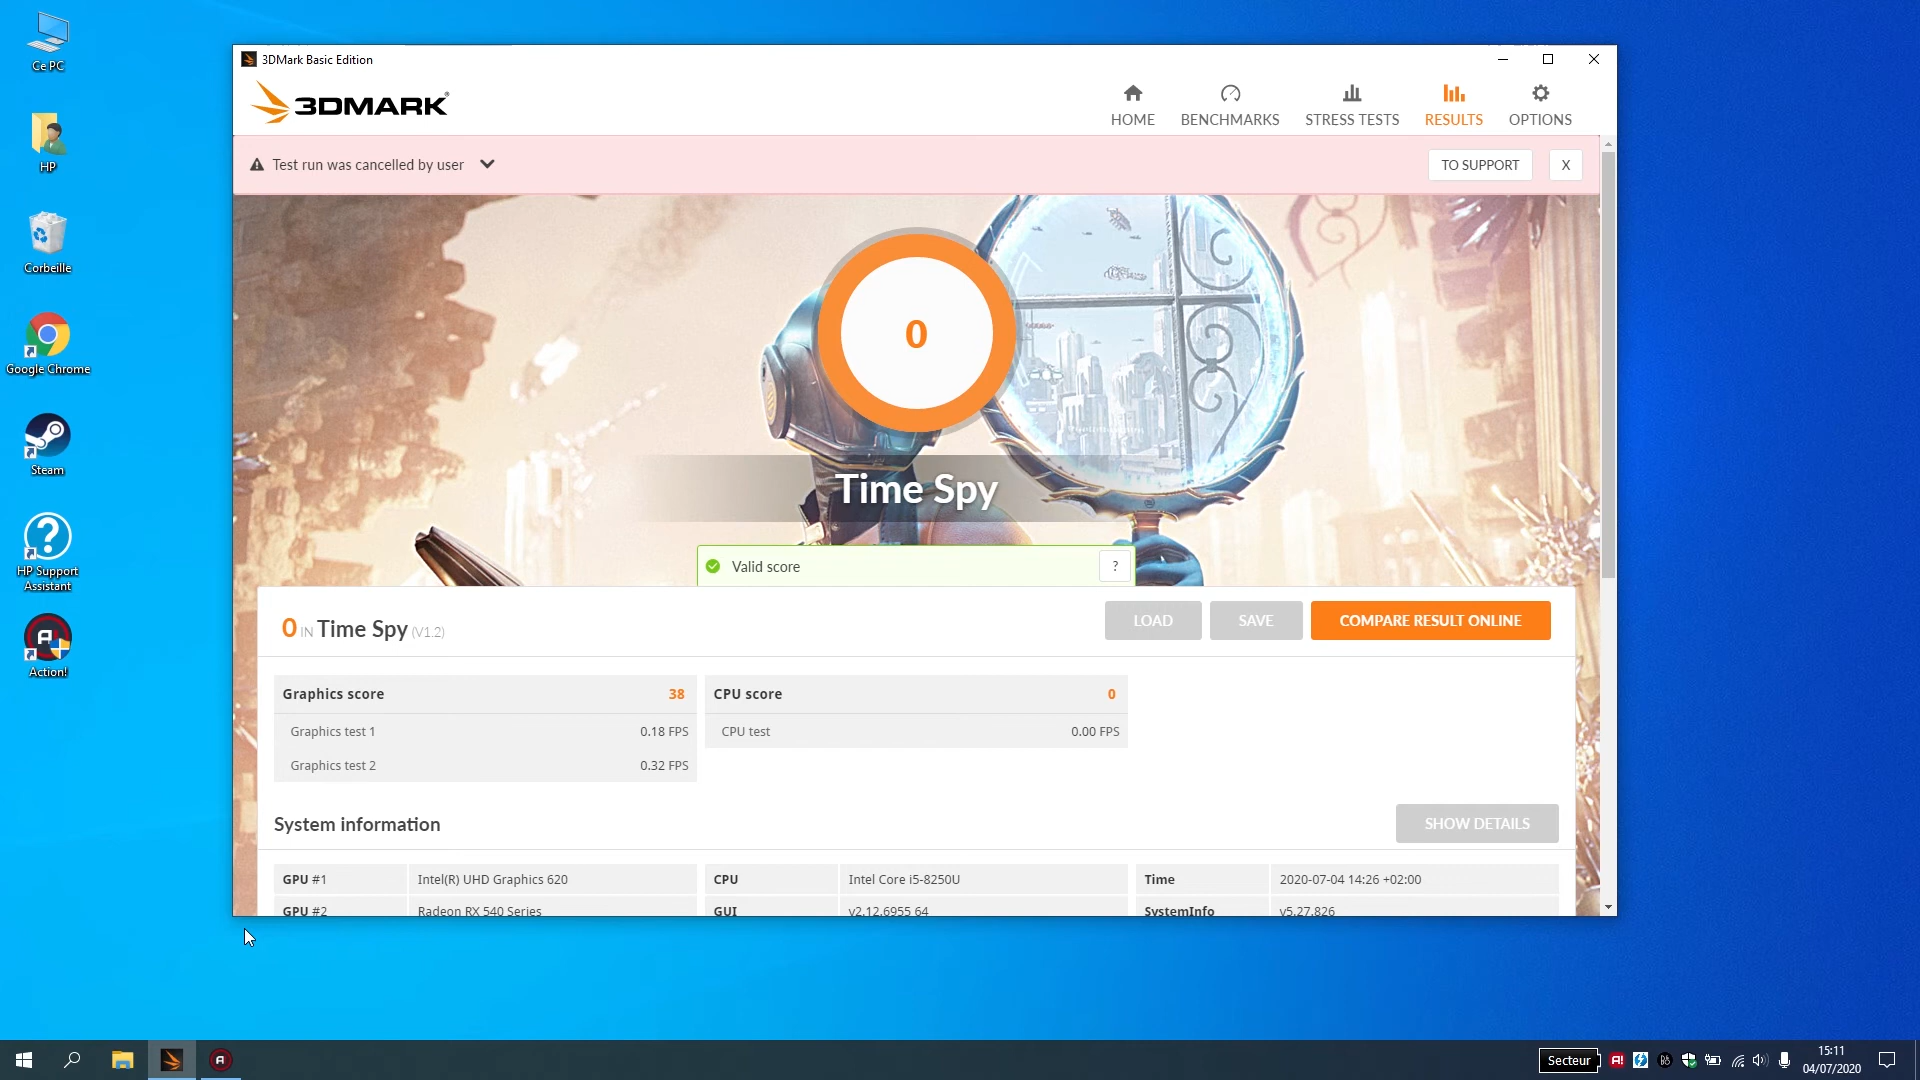 Ce PC
HP
Corbeille
Google Chrome
Steam
HP Support
Assistant
Action!
3DMark Basic Edition
3DMARK
HOME
BENCHMARKS
STRESS TESTS
RESULTS
OPTIONS
Test run was cancelled by user
TO SUPPORT
X
0
Time Spy
Valid score
?
0 IN Time Spy (V1.2)
LOAD
SAVE
COMPARE RESULT ONLINE
Graphics score 38
Graphics test 1 0.18 FPS
Graphics test 2 0.32 FPS
CPU score 0
CPU test 0.00 FPS
System information
SHOW DETAILS
GPU #1 Intel(R) UHD Graphics 620
CPU Intel Core i5-8250U
Time 2020-07-04 14:26 +02:00
GPU #2 Radeon RX 540 Series
GUI v2.12.6955 64
SystemInfo v5.27.826
Secteur
15:11
04/07/2020